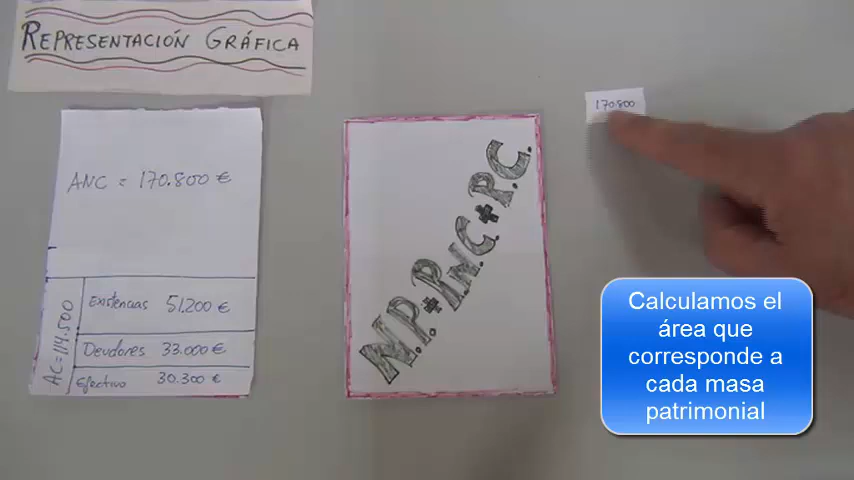 REPRESENTACIÓN GRÁFICA
ANC = 170.800 €
AC = 114.500
Existencias 51.200 €
Deudores 33.000 €
Efectivo 30.300 €
N.P. + P.N.C. + P.C.
170.800
Calculamos el
área que
corresponde a
cada masa
patrimonial